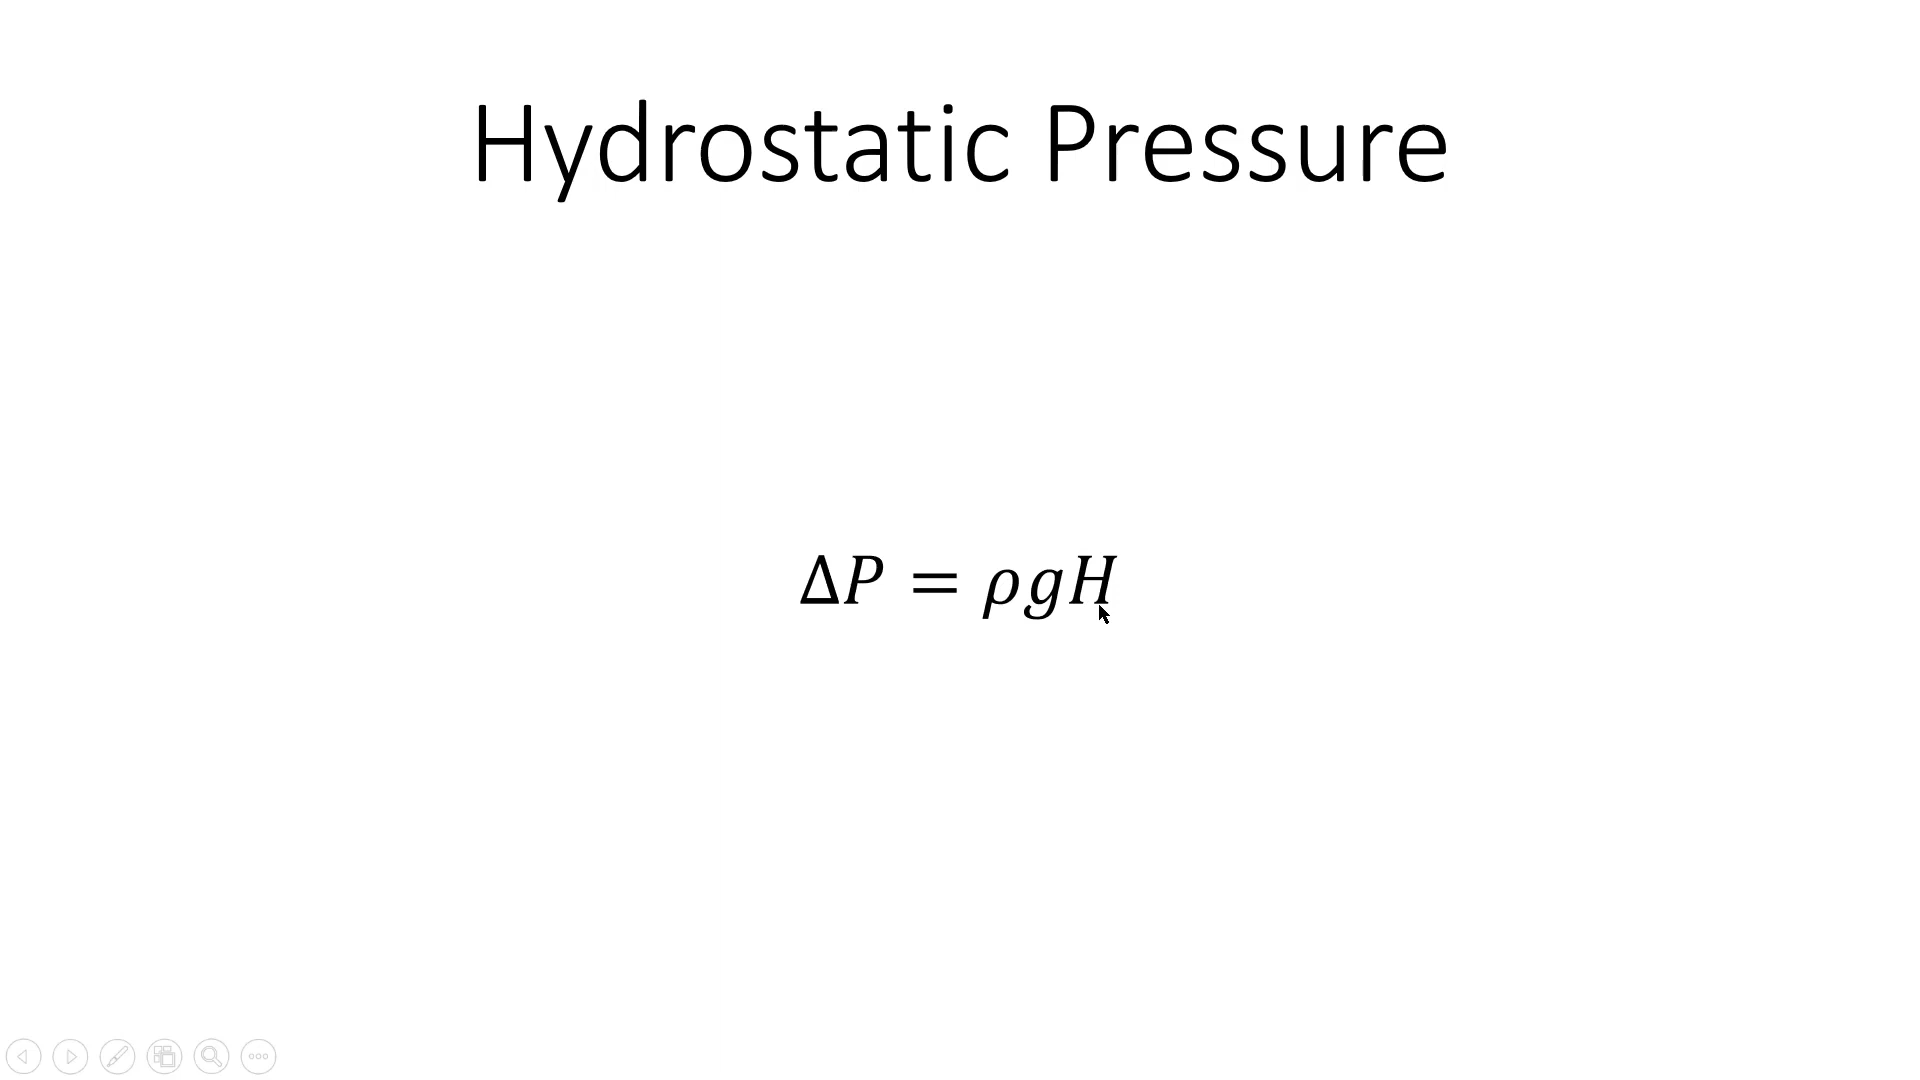 Hydrostatic Pressure
ΔP = ρgH